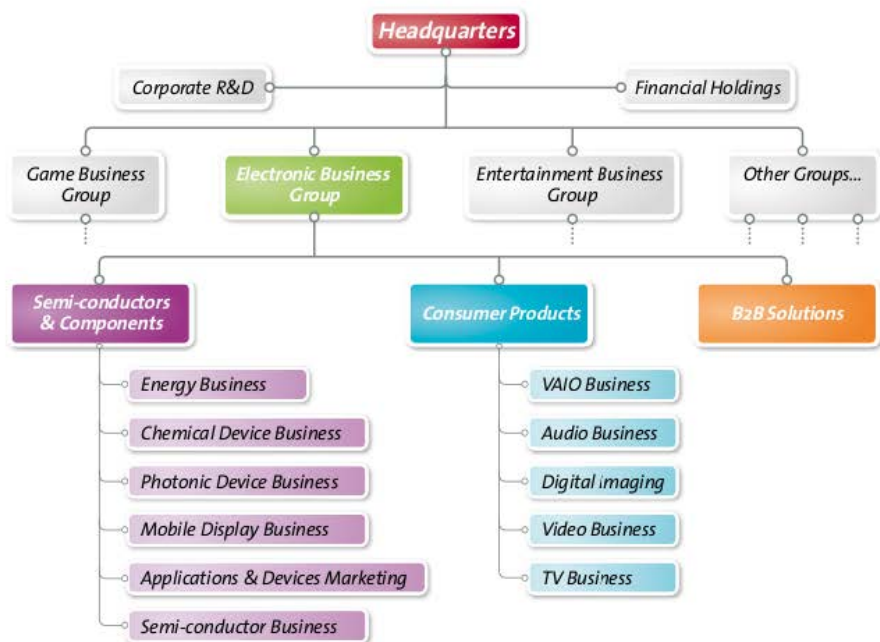 Headquarters
Corporate R&D
Financial Holdings
Game Business
Group
Electronic Business
Group
Entertainment Business
Group
Other Groups...
Semi-conductors
& Components
Consumer Products
B2B Solutions
Energy Business
Chemical Device Business
Photonic Device Business
Mobile Display Business
Applications & Devices Marketing
Semi-conductor Business
VAIO Business
Audio Business
Digital Imaging
Video Business
TV Business